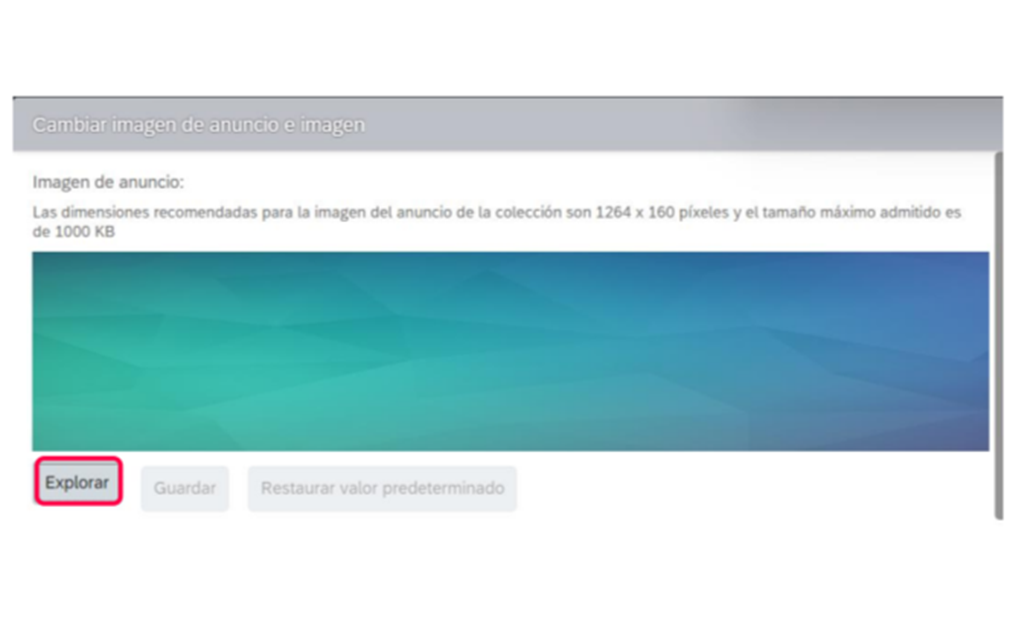 Cambiar imagen de anuncio e imagen
Imagen de anuncio:
Las dimensiones recomendadas para la imagen del anuncio de la colección son 1264 x 160 píxeles y el tamaño máximo admitido es
de 1000 KB
Explorar
Guardar
Restaurar valor predeterminado